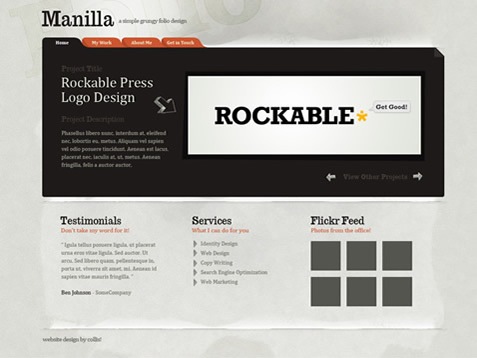 Manilla a simple grungy folio design
Home My Work About Me Get in Touch
Project Title
Rockable Press
Logo Design
Project Description
Phasellus libero nunc, interdum at, eleifend
nec, lobortis eu, metus. Aliquam vel sapien
vel odio posuere tincidunt. Aenean est lacus,
placerat nec, iaculis at, ut, metus. Aenean
fringilla, felis a auctor auctor.
ROCKABLE*
Get Good!
View Other Projects
Testimonials
Don't take my word for it!
" Igula tellus posuere ligula, ut placerat
urna erat vitae ligula. Sed auctor. Ut
arcu. Sed libero quam, pellentesque in,
porta ut, viverra sit amet, mi. Aenean id
sapien vitae mauris fringilla. "
Ben Johnson - SomeCompany
Services
What I can do for you
Identity Design
Web Design
Copy Writing
Search Engine Optimization
Web Marketing
Flickr Feed
Photos from the office!
website design by collis!